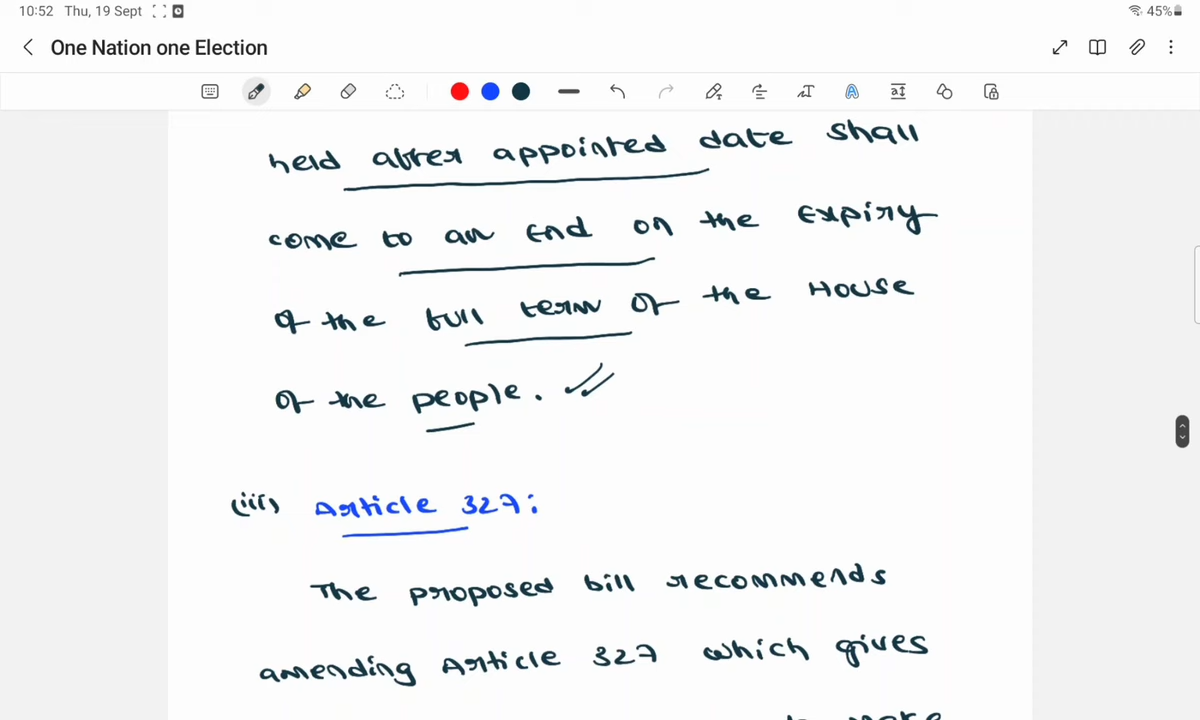 10:52 Thu, 19 Sept 45%
One Nation one Election
held after appointed date shall
come to an End on the Expiry
of the full term of the House
of the people.
(iii) Article 327:
The proposed bill recommends
amending Article 327 which gives
to make